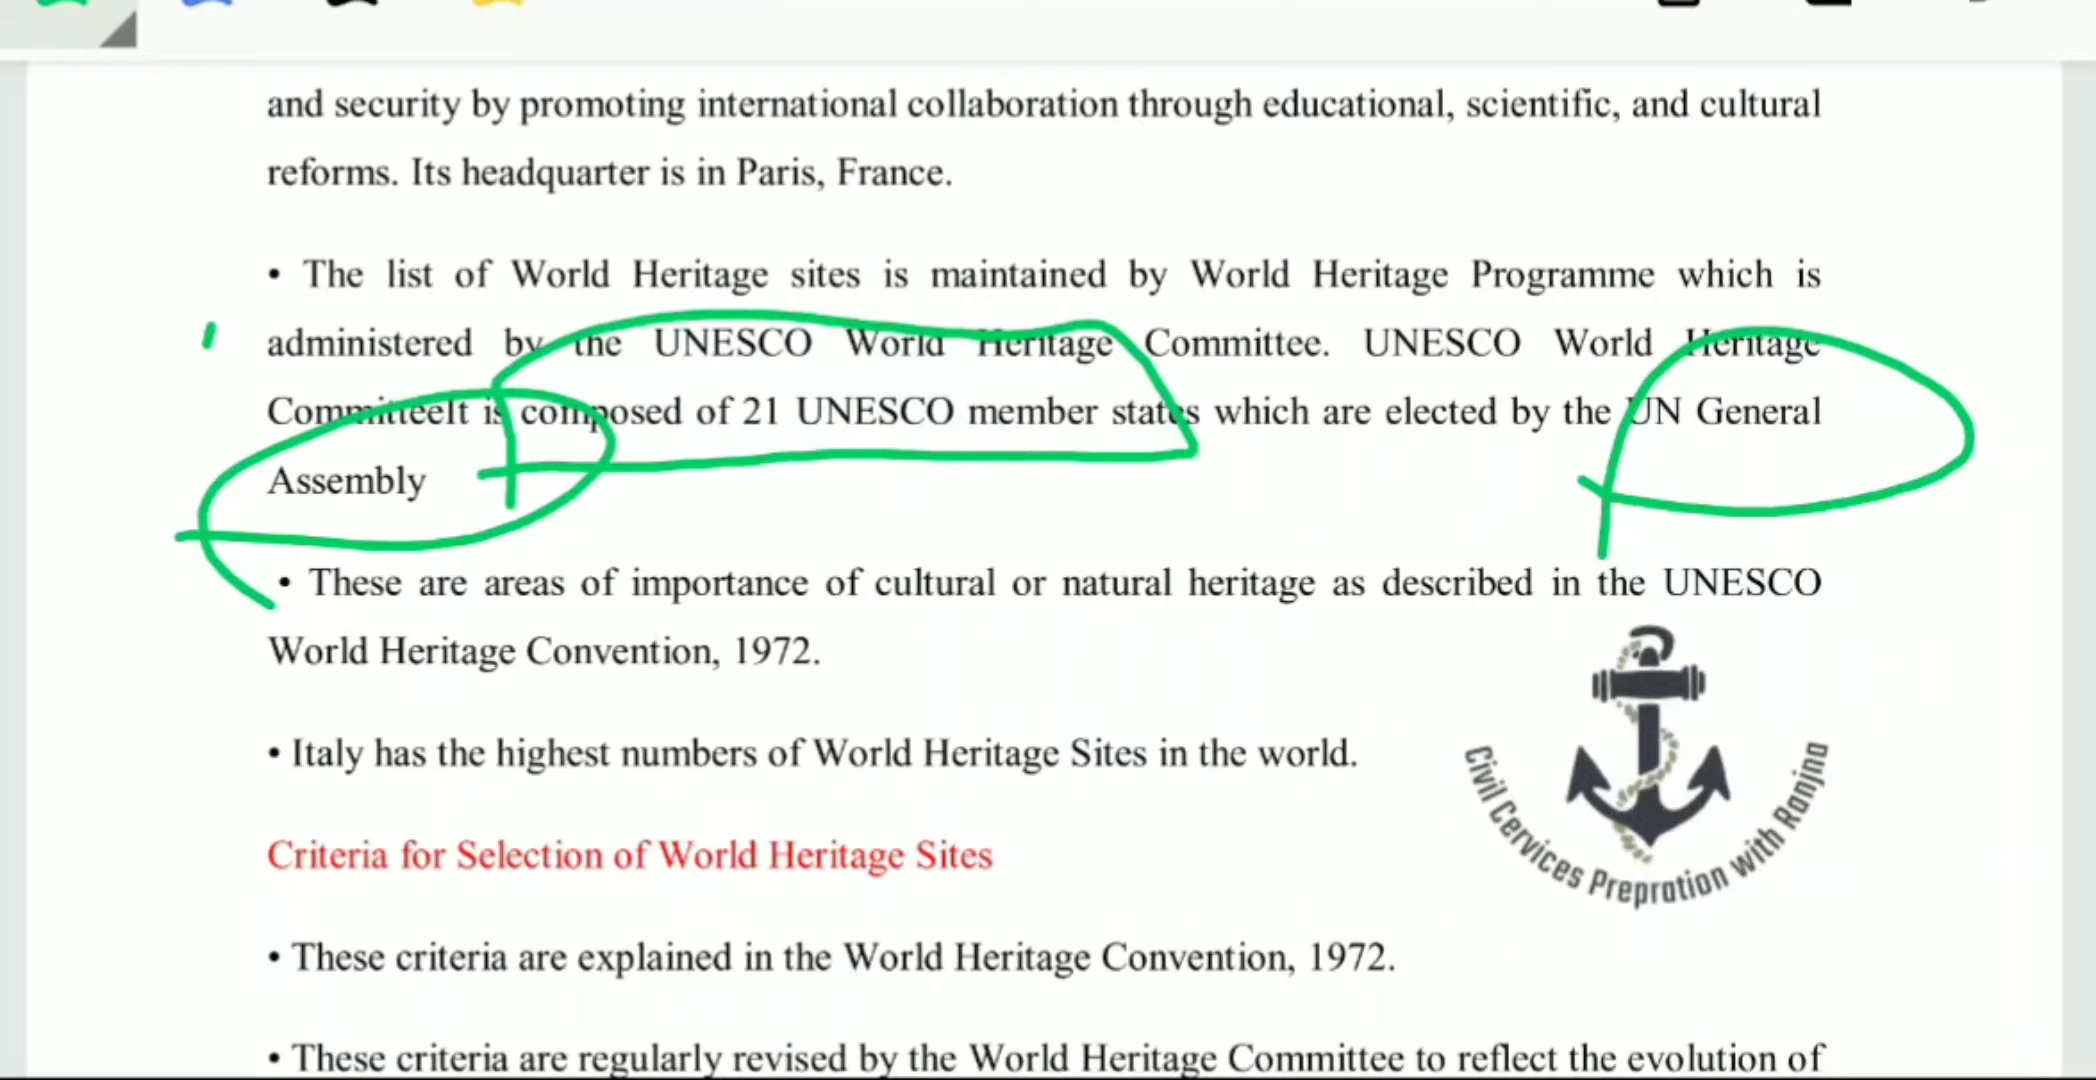 and security by promoting international collaboration through educational, scientific, and cultural
reforms. Its headquarter is in Paris, France.
• The list of World Heritage sites is maintained by World Heritage Programme which is
administered by the UNESCO World Heritage Committee. UNESCO World Heritage
CommitteeIt is composed of 21 UNESCO member states which are elected by the UN General
Assembly
• These are areas of importance of cultural or natural heritage as described in the UNESCO
World Heritage Convention, 1972.
• Italy has the highest numbers of World Heritage Sites in the world.
Civil Cervices Prepration with Ranjna
Criteria for Selection of World Heritage Sites
• These criteria are explained in the World Heritage Convention, 1972.
• These criteria are regularly revised by the World Heritage Committee to reflect the evolution of